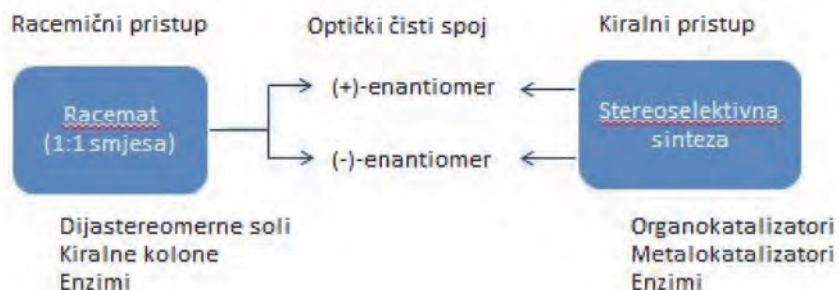 Racemični pristup
Optički čisti spoj
Kiralni pristup
Racemat
(1:1 smjesa)
(+)-enantiomer
(-)-enantiomer
Stereoselektivna
sinteza
Dijastereomerne soli
Kiralne kolone
Enzimi
Organokatalizatori
Metalokatalizatori
Enzimi